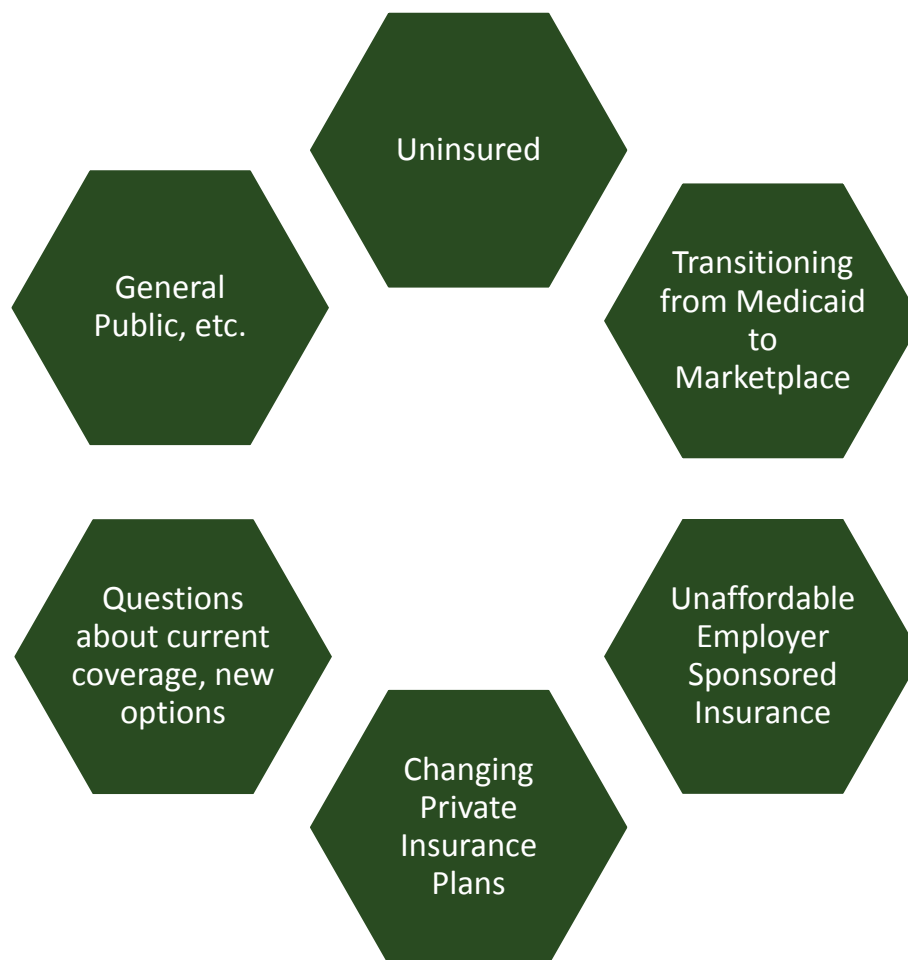 Uninsured
General
Public, etc.
Transitioning
from Medicaid
to
Marketplace
Questions
about current
coverage, new
options
Unaffordable
Employer
Sponsored
Insurance
Changing
Private
Insurance
Plans